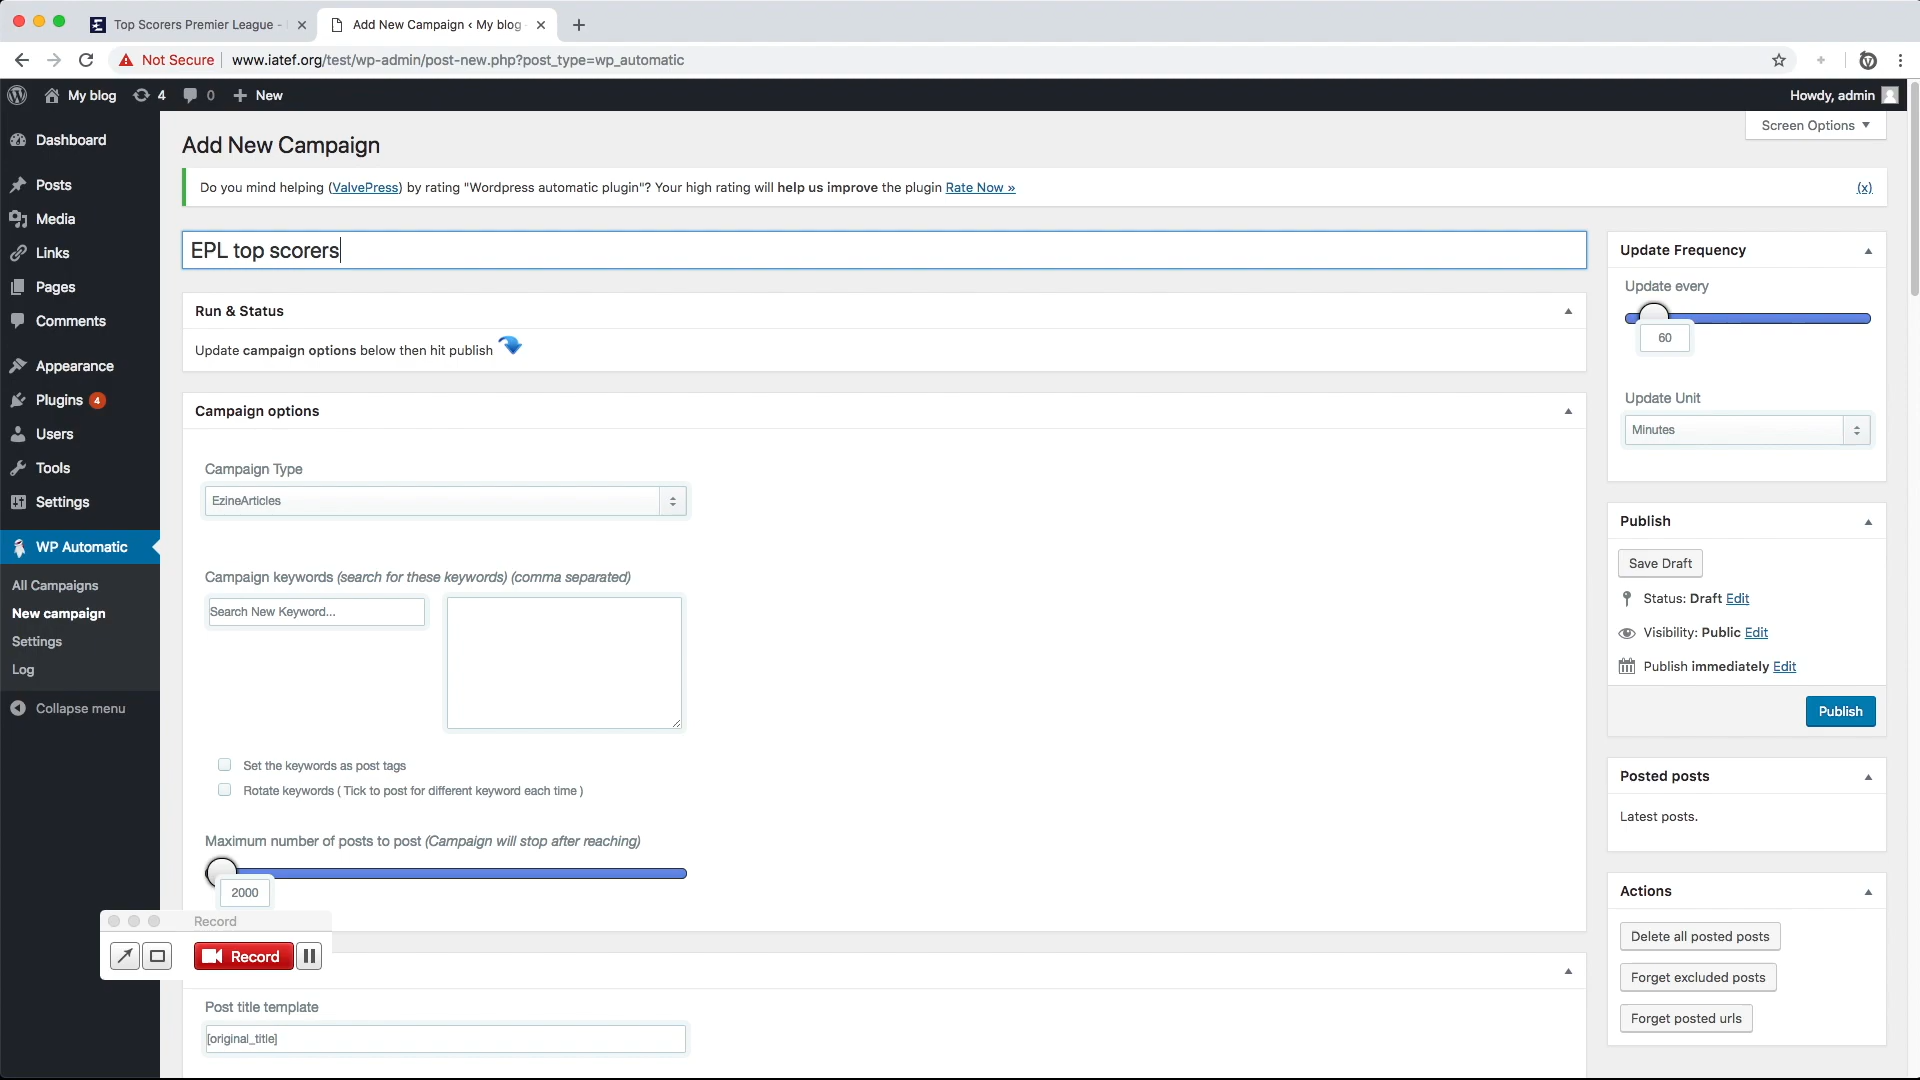 Top Scorers Premier League -
Add New Campaign ‹ My blog
Not Secure
www.iatef.org/test/wp-admin/post-new.php?post_type=wp_automatic
My blog
4
0
New
Howdy, admin
Screen Options
Dashboard
Posts
Media
Links
Pages
Comments
Appearance
Plugins 4
Users
Tools
Settings
WP Automatic
All Campaigns
New campaign
Settings
Log
Collapse menu
Add New Campaign
Do you mind helping (ValvePress) by rating "Wordpress automatic plugin"? Your high rating will help us improve the plugin Rate Now »
(x)
EPL top scorers
Run & Status
Update campaign options below then hit publish
Campaign options
Campaign Type
EzineArticles
Campaign keywords (search for these keywords) (comma separated)
Search New Keyword...
Set the keywords as post tags
Rotate keywords ( Tick to post for different keyword each time )
Maximum number of posts to post (Campaign will stop after reaching)
2000
Record
Record
Post title template
[original_title]
Update Frequency
Update every
60
Update Unit
Minutes
Publish
Save Draft
Status: Draft Edit
Visibility: Public Edit
Publish immediately Edit
Publish
Posted posts
Latest posts.
Actions
Delete all posted posts
Forget excluded posts
Forget posted urls